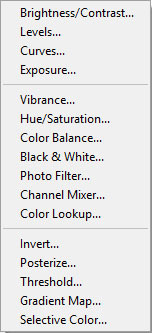 Brightness/Contrast...
Levels...
Curves...
Exposure...
Vibrance...
Hue/Saturation...
Color Balance...
Black & White...
Photo Filter...
Channel Mixer...
Color Lookup...
Invert...
Posterize...
Threshold...
Gradient Map...
Selective Color...